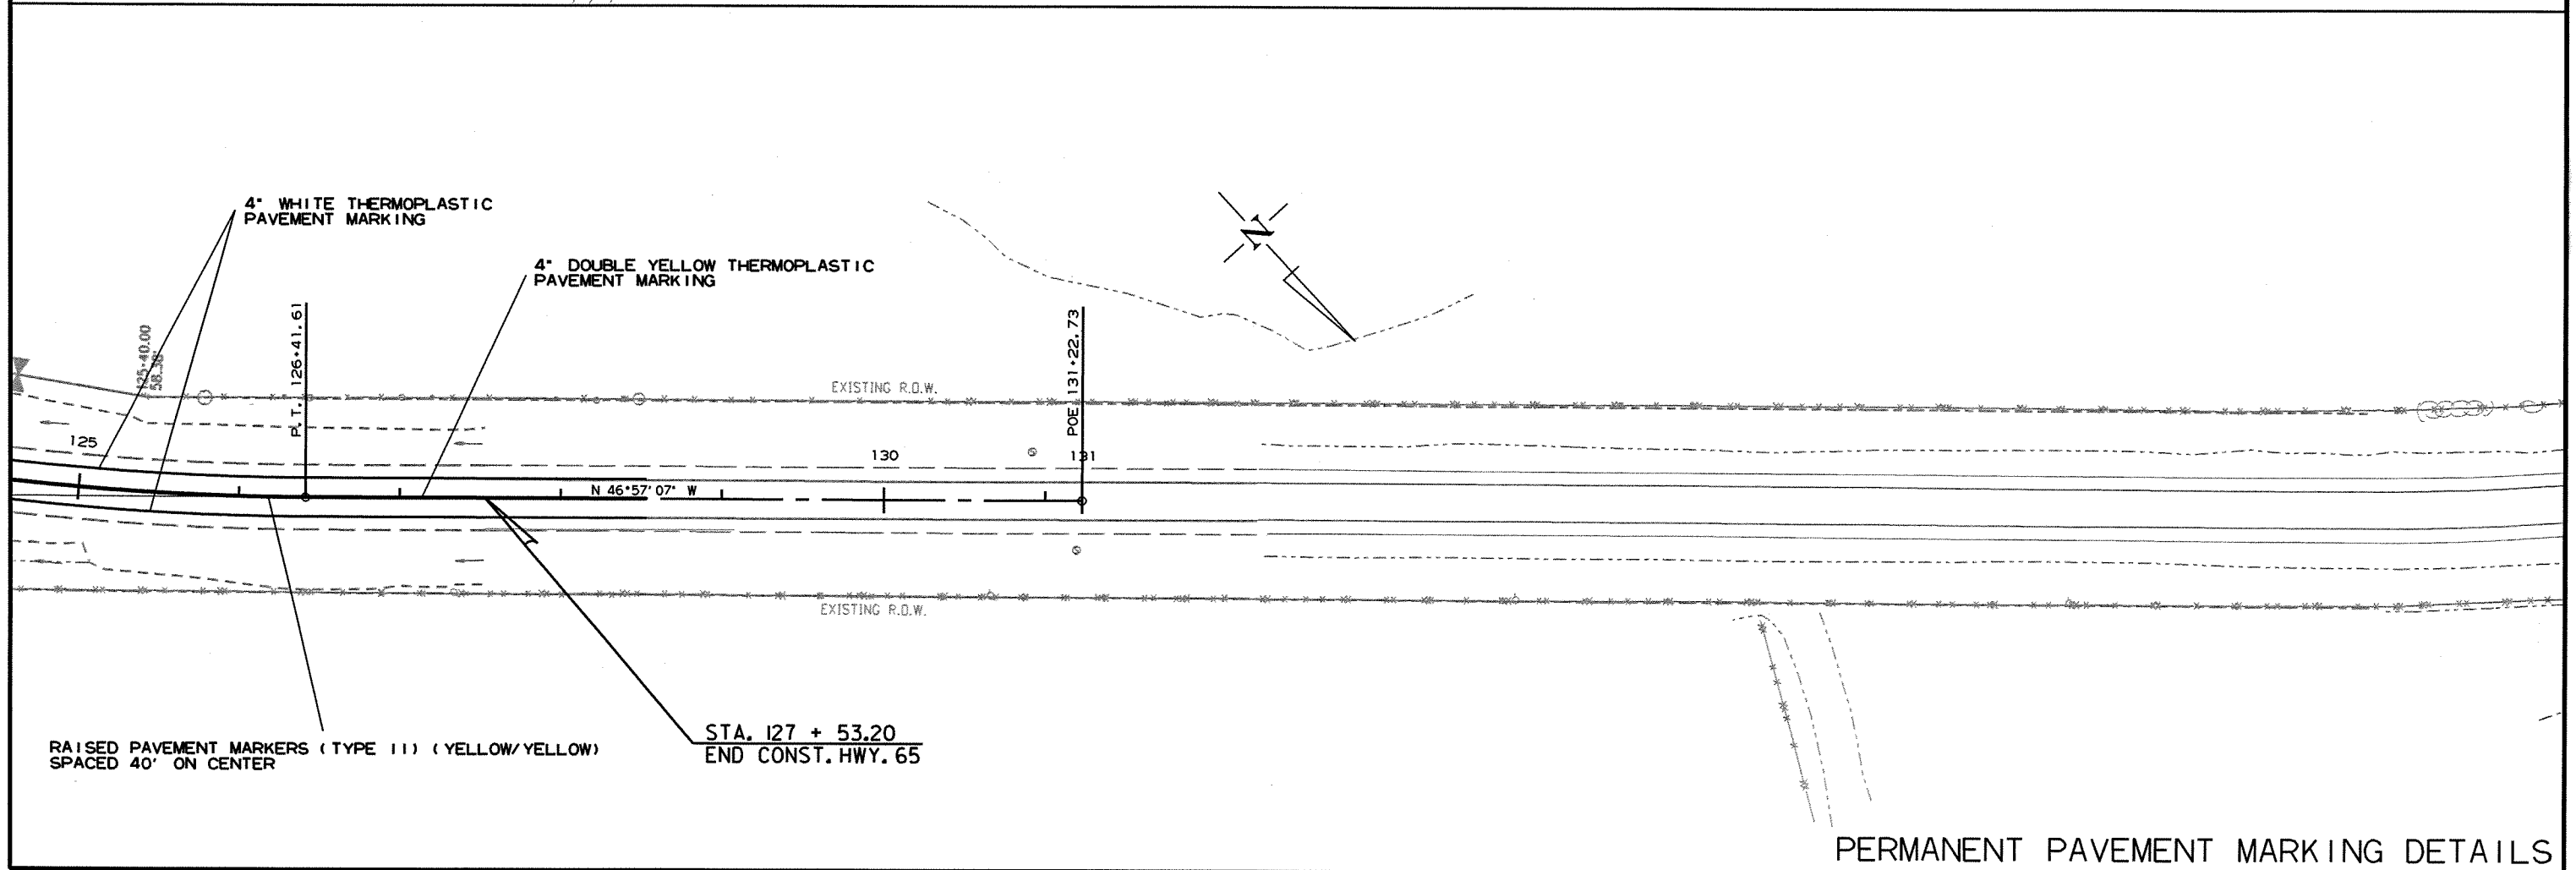 4" WHITE THERMOPLASTIC
PAVEMENT MARKING
4" DOUBLE YELLOW THERMOPLASTIC
PAVEMENT MARKING
N
P.T. 126+41.61
125+40.00
58.38'
POE 131+22.73
EXISTING R.O.W.
125
130
131
N 46°57'07" W
EXISTING R.O.W.
STA. 127 + 53.20
END CONST. HWY. 65
RAISED PAVEMENT MARKERS (TYPE II) (YELLOW/YELLOW)
SPACED 40' ON CENTER
PERMANENT PAVEMENT MARKING DETAILS